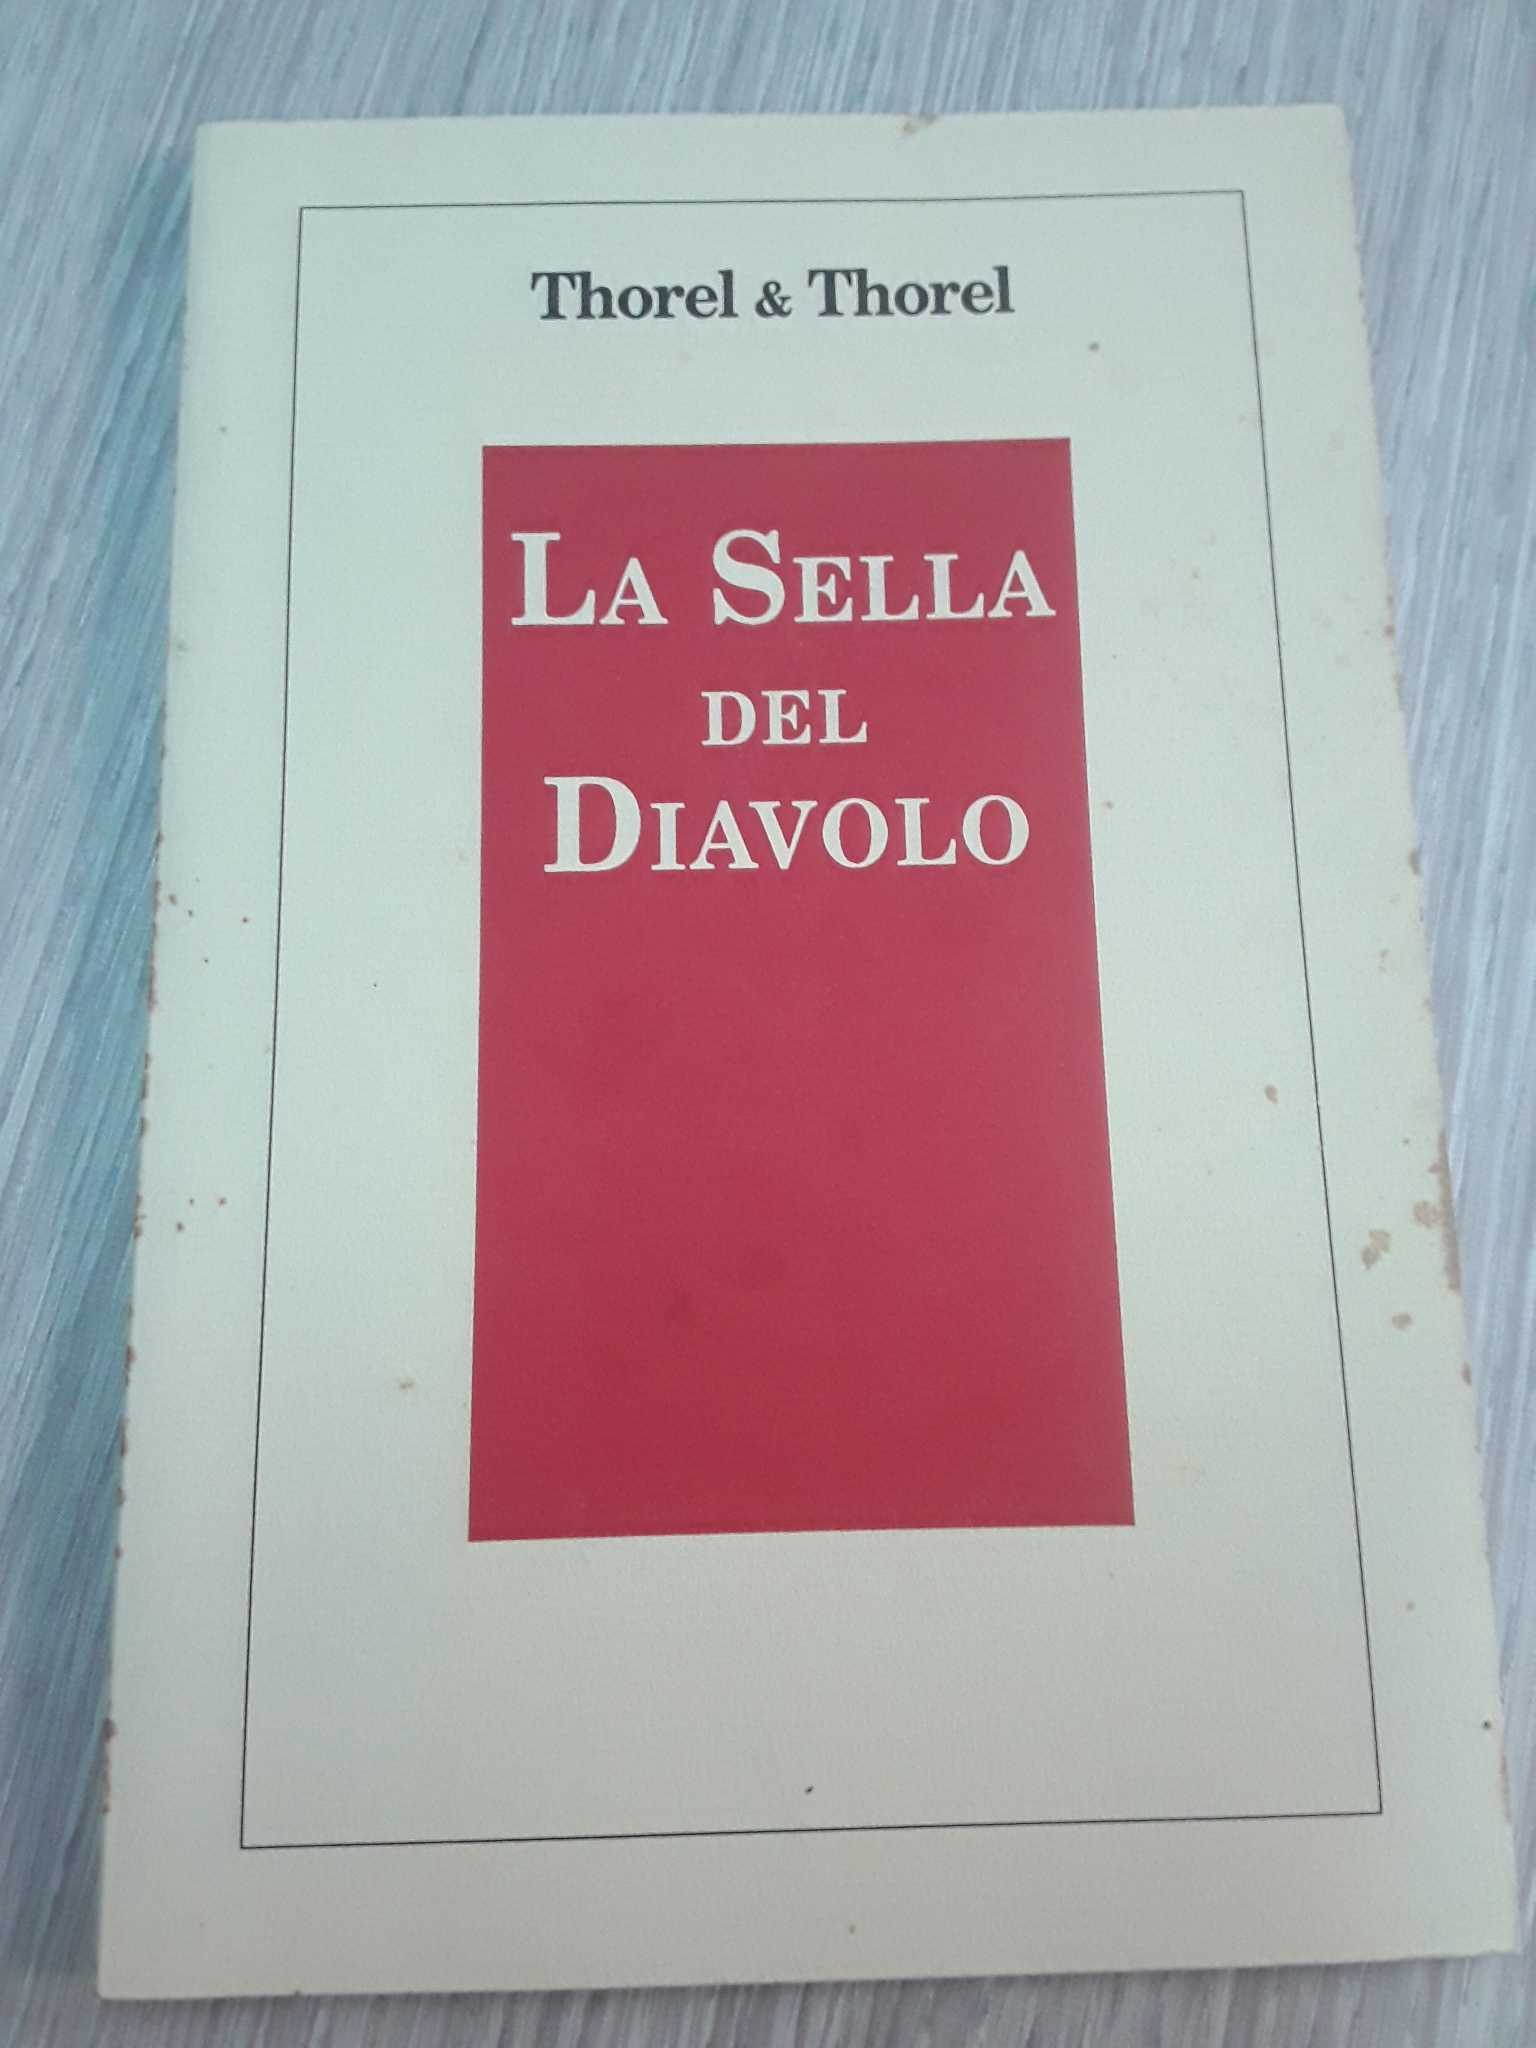 Thorel & Thorel
LA SELLA
DEL
DIAVOLO